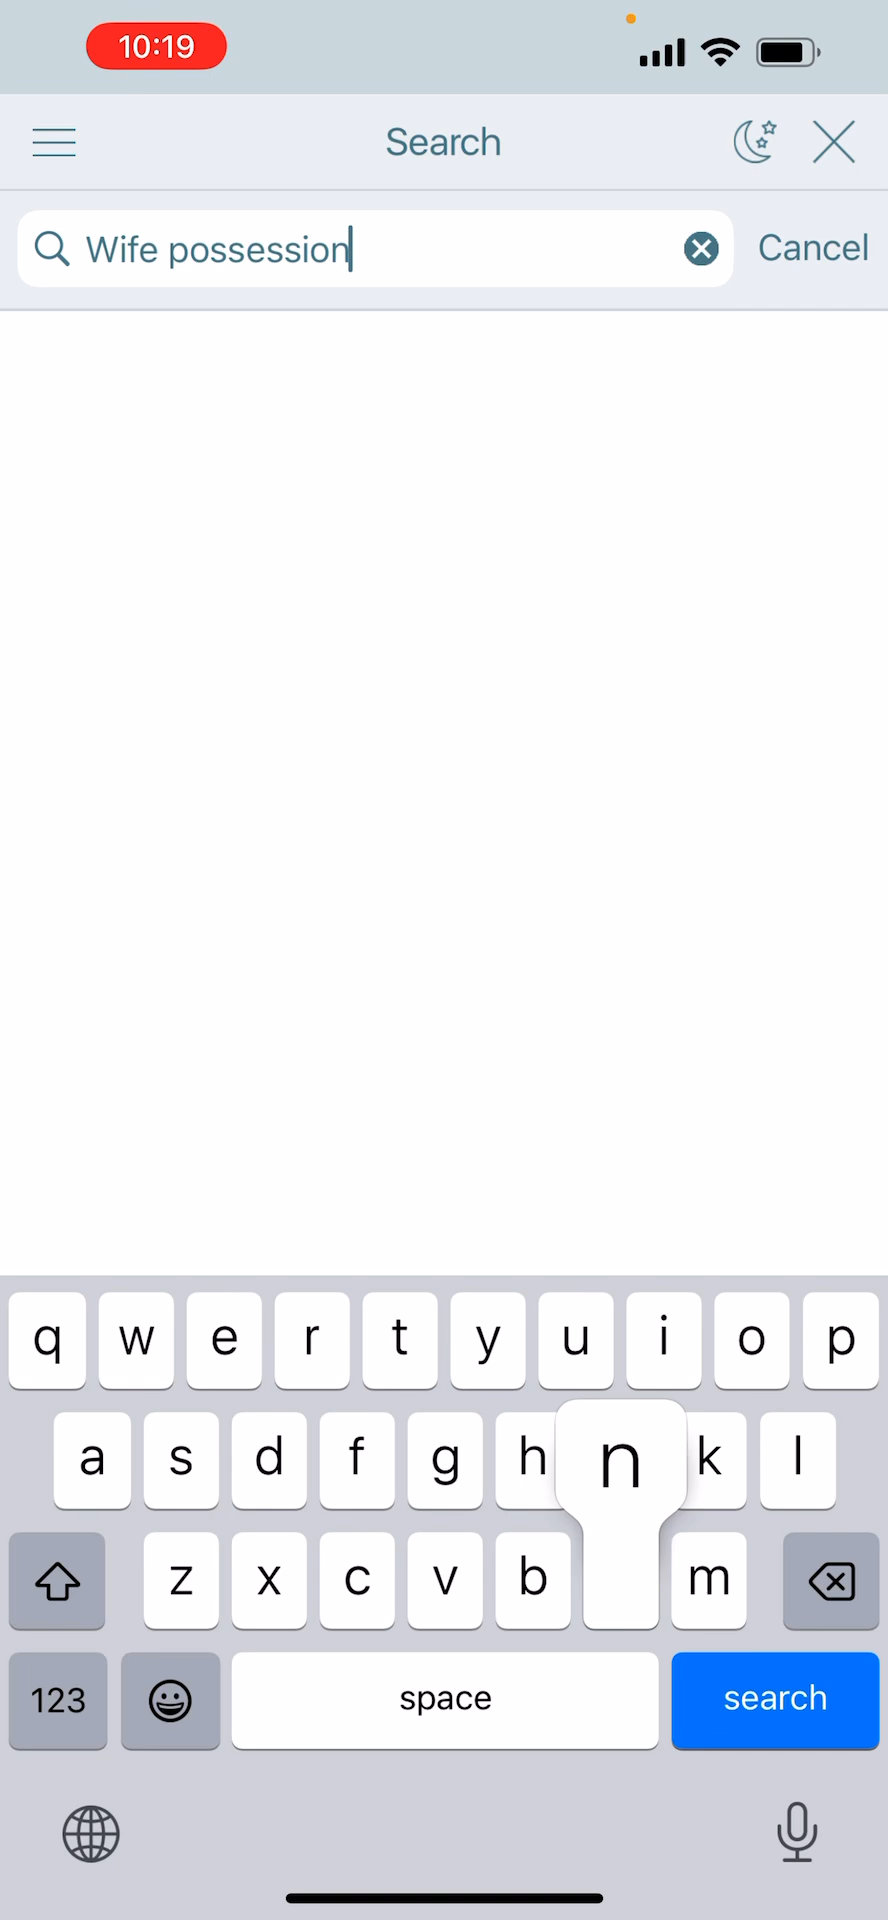 10:19
Search
Wife possession
Cancel
q w e r t y u i o p
a s d f g h n k l
z x c v b m
123 space search